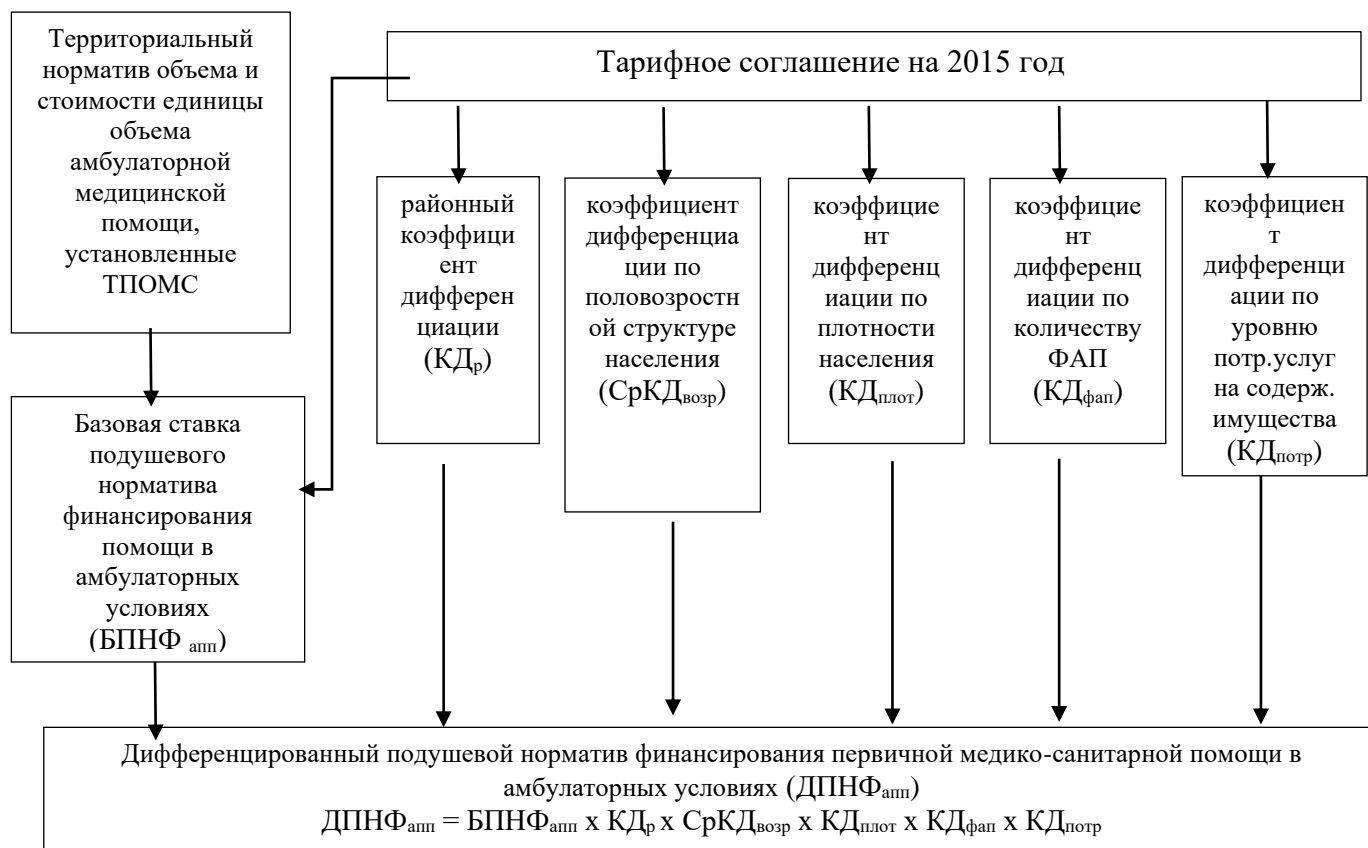 Территориальный
норматив объема и
стоимости единицы
объема
амбулаторной
медицинской
помощи,
установленные
ТПОМС
Тарифное соглашение на 2015 год
районный
коэффици
ент
дифферен
циации
(КДр)
коэффициент
дифференциа
ции по
половозростн
ой структуре
населения
(СрКДвозр)
коэффицие
нт
дифференц
иации по
плотности
населения
(КДплот)
коэффицие
нт
дифференц
иации по
количеству
ФАП
(КДфап)
коэффициен
т
дифференци
ации по
уровню
потр.услуг
на содерж.
имущества
(КДпотр)
Базовая ставка
подушевого
норматива
финансирования
помощи в
амбулаторных
условиях
(БПНФ апп)
Дифференцированный подушевой норматив финансирования первичной медико-санитарной помощи в
амбулаторных условиях (ДПНФапп)
ДПНФапп = БПНФапп х КДр х СрКДвозр х КДплот х КДфап х КДпотр